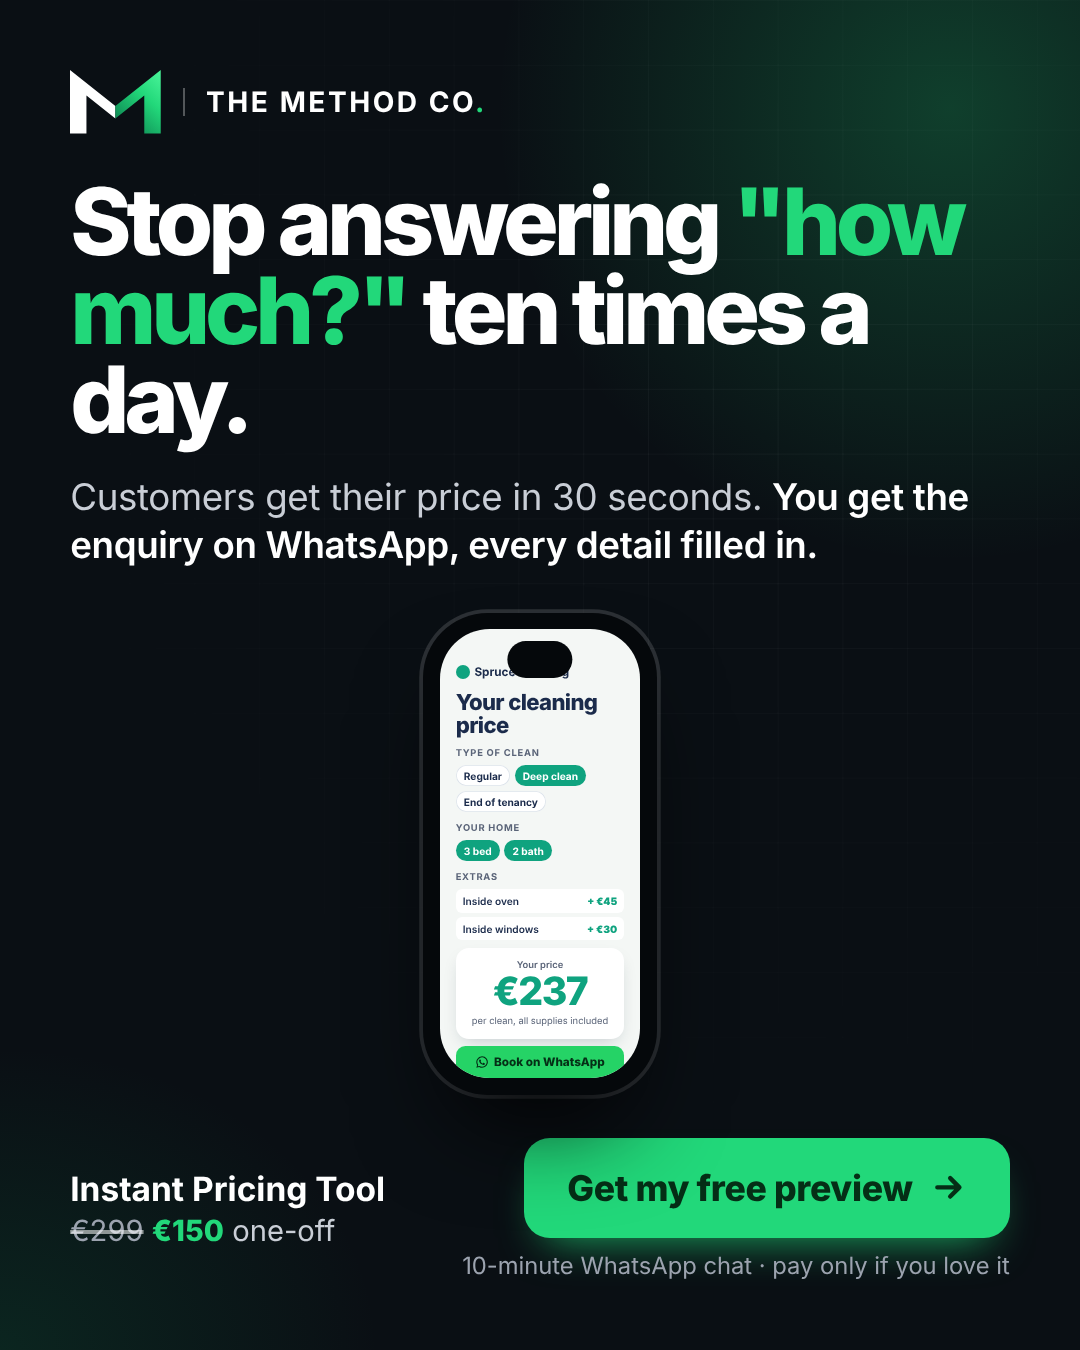 THE METHOD CO.
Stop answering "how
much?" ten times a
day.
Customers get their price in 30 seconds. You get the
enquiry on WhatsApp, every detail filled in.
Spruce
Your cleaning
price
TYPE OF CLEAN
Regular Deep clean
End of tenancy
YOUR HOME
3 bed 2 bath
EXTRAS
Inside oven + €45
Inside windows + €30
Your price
€237
per clean, all supplies included
Book on WhatsApp
Instant Pricing Tool
€299 €150 one-off
Get my free preview →
10-minute WhatsApp chat · pay only if you love it